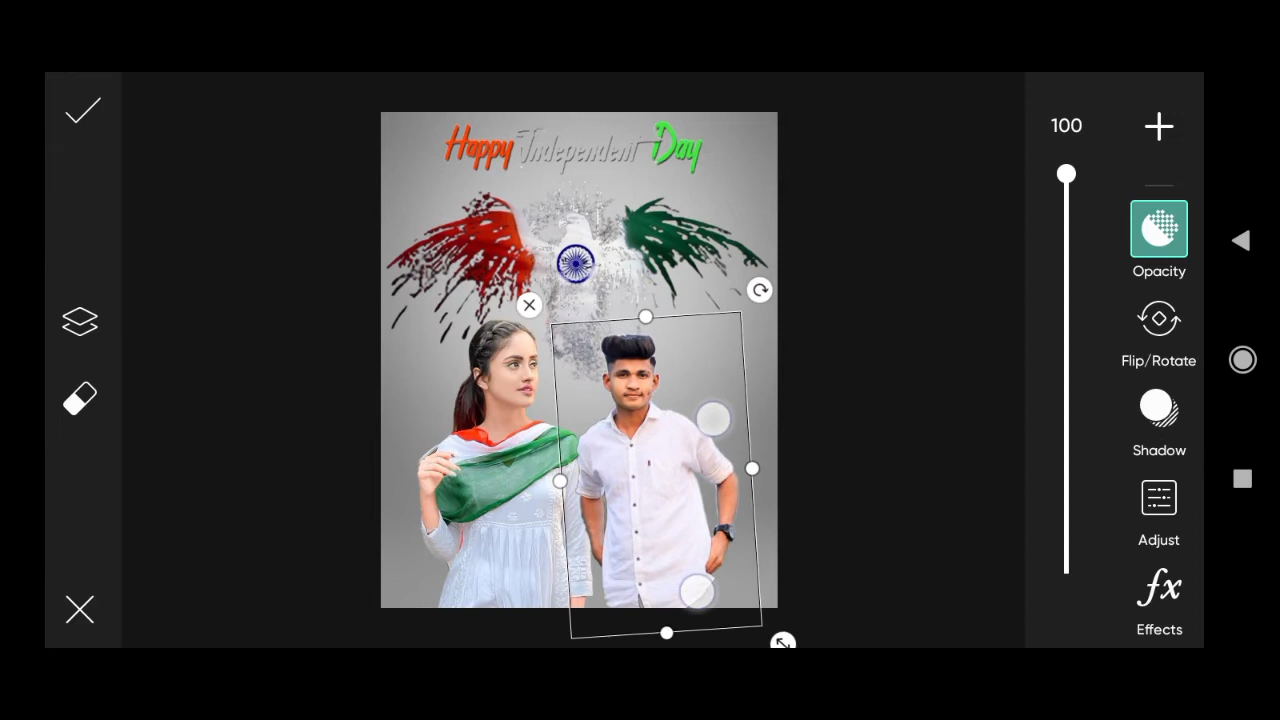 Happy Independent Day
100
Opacity
Flip/Rotate
Shadow
Adjust
fx
Effects